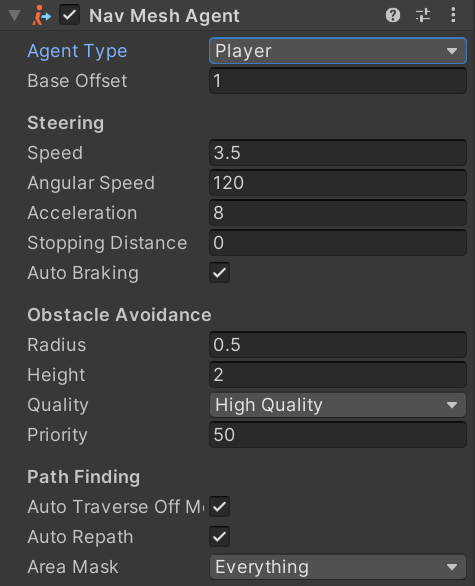 Nav Mesh Agent
Agent Type Player
Base Offset 1
Steering
Speed 3.5
Angular Speed 120
Acceleration 8
Stopping Distance 0
Auto Braking
Obstacle Avoidance
Radius 0.5
Height 2
Quality High Quality
Priority 50
Path Finding
Auto Traverse Off M
Auto Repath
Area Mask Everything